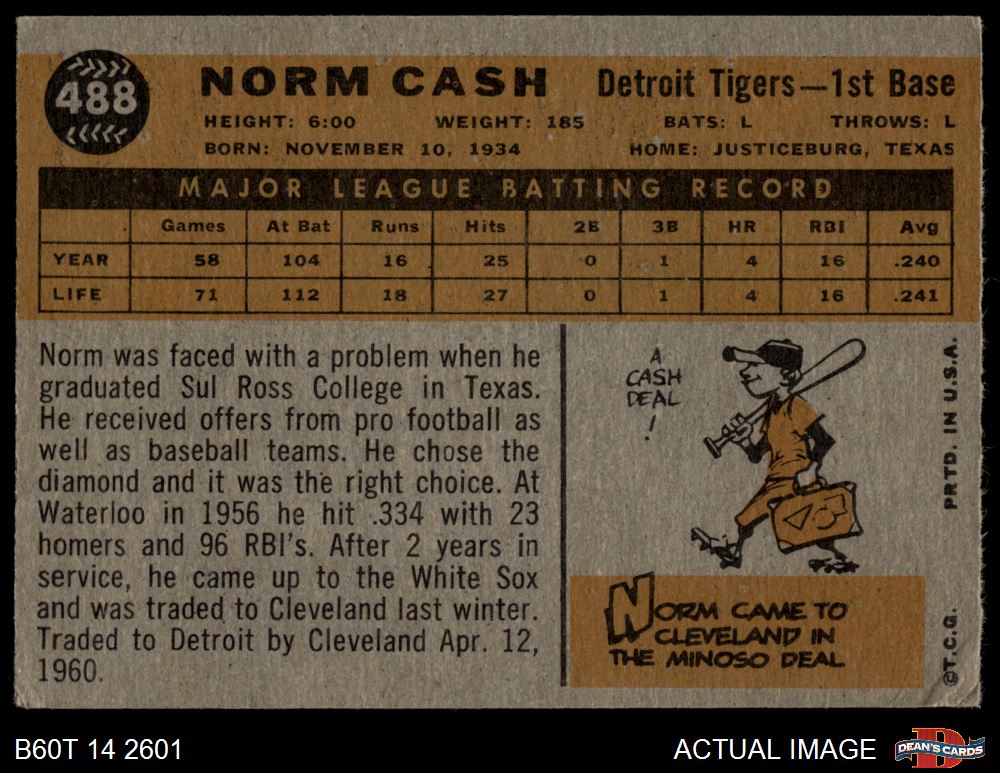 488
NORM CASH Detroit Tigers—1st Base
HEIGHT: 6:00 WEIGHT: 185 BATS: L THROWS: L
BORN: NOVEMBER 10, 1934 HOME: JUSTICEBURG, TEXAS
MAJOR LEAGUE BATTING RECORD
Games At Bat Runs Hits 2B 3B HR RBI Avg
YEAR 58 104 16 25 0 1 4 16 .240
LIFE 71 112 18 27 0 1 4 16 .241
Norm was faced with a problem when he
graduated Sul Ross College in Texas.
He received offers from pro football as
well as baseball teams. He chose the
diamond and it was the right choice. At
Waterloo in 1956 he hit .334 with 23
homers and 96 RBI's. After 2 years in
service, he came up to the White Sox
and was traded to Cleveland last winter.
Traded to Detroit by Cleveland Apr. 12,
1960.
A
CASH
DEAL
!
NORM CAME TO
CLEVELAND IN
THE MINOSO DEAL
©T.C.G. PRTD. IN U.S.A.
B60T 14 2601
ACTUAL IMAGE
D
DEAN'S CARDS